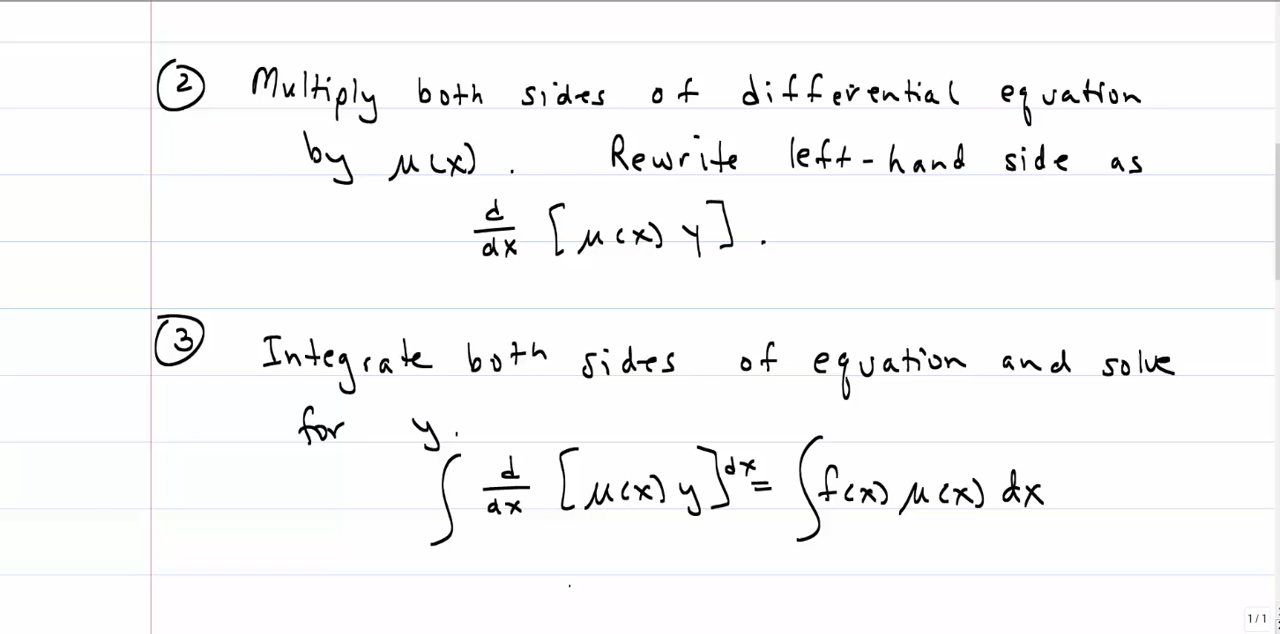 ② Multiply both sides of differential equation
by μ(x). Rewrite left-hand side as
d/dx [μ(x) y].
③ Integrate both sides of equation and solve
for y.
∫ d/dx [μ(x) y] dx = ∫ f(x) μ(x) dx
1/1